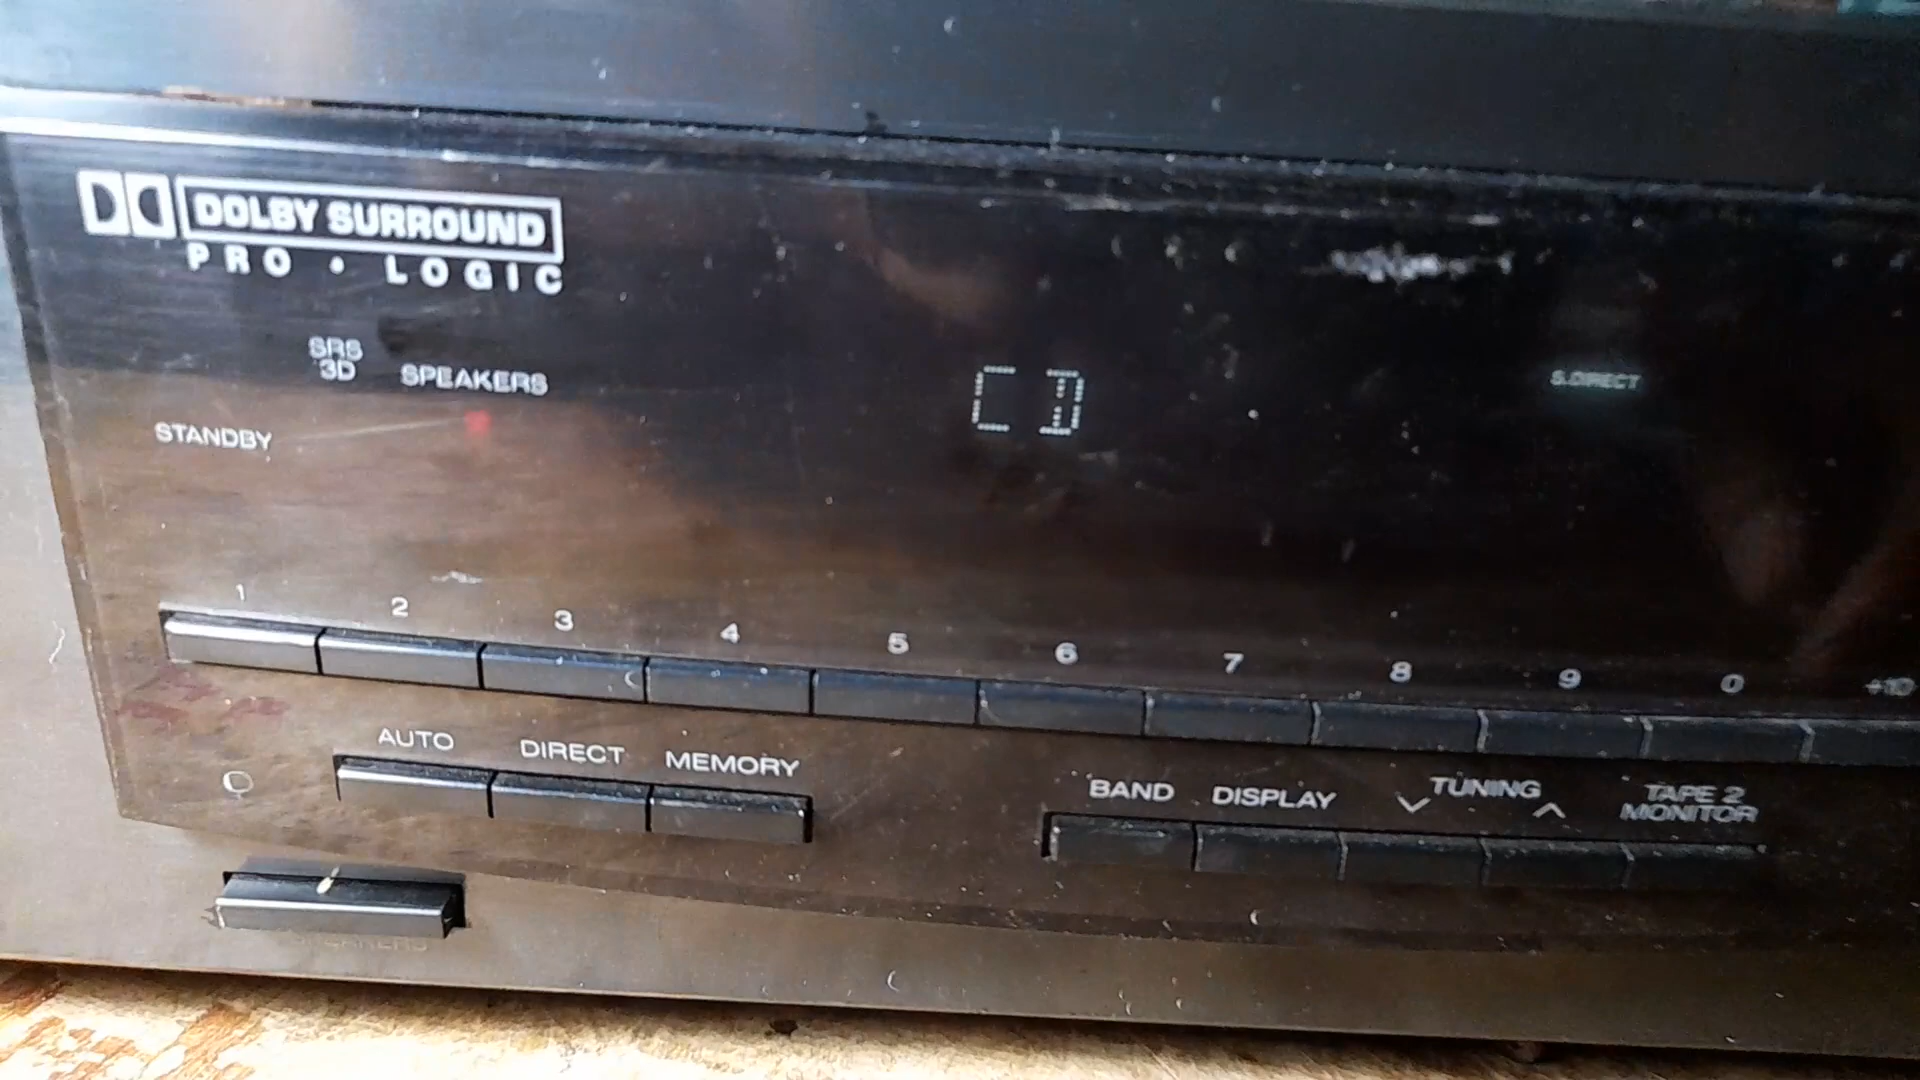 DOLBY SURROUND
PRO • LOGIC
SRS
3D
SPEAKERS
STANDBY
S.DIRECT
1 2 3 4 5 6 7 8 9 0 +10
AUTO DIRECT MEMORY
BAND DISPLAY TUNING TAPE 2
MONITOR
SPEAKERS